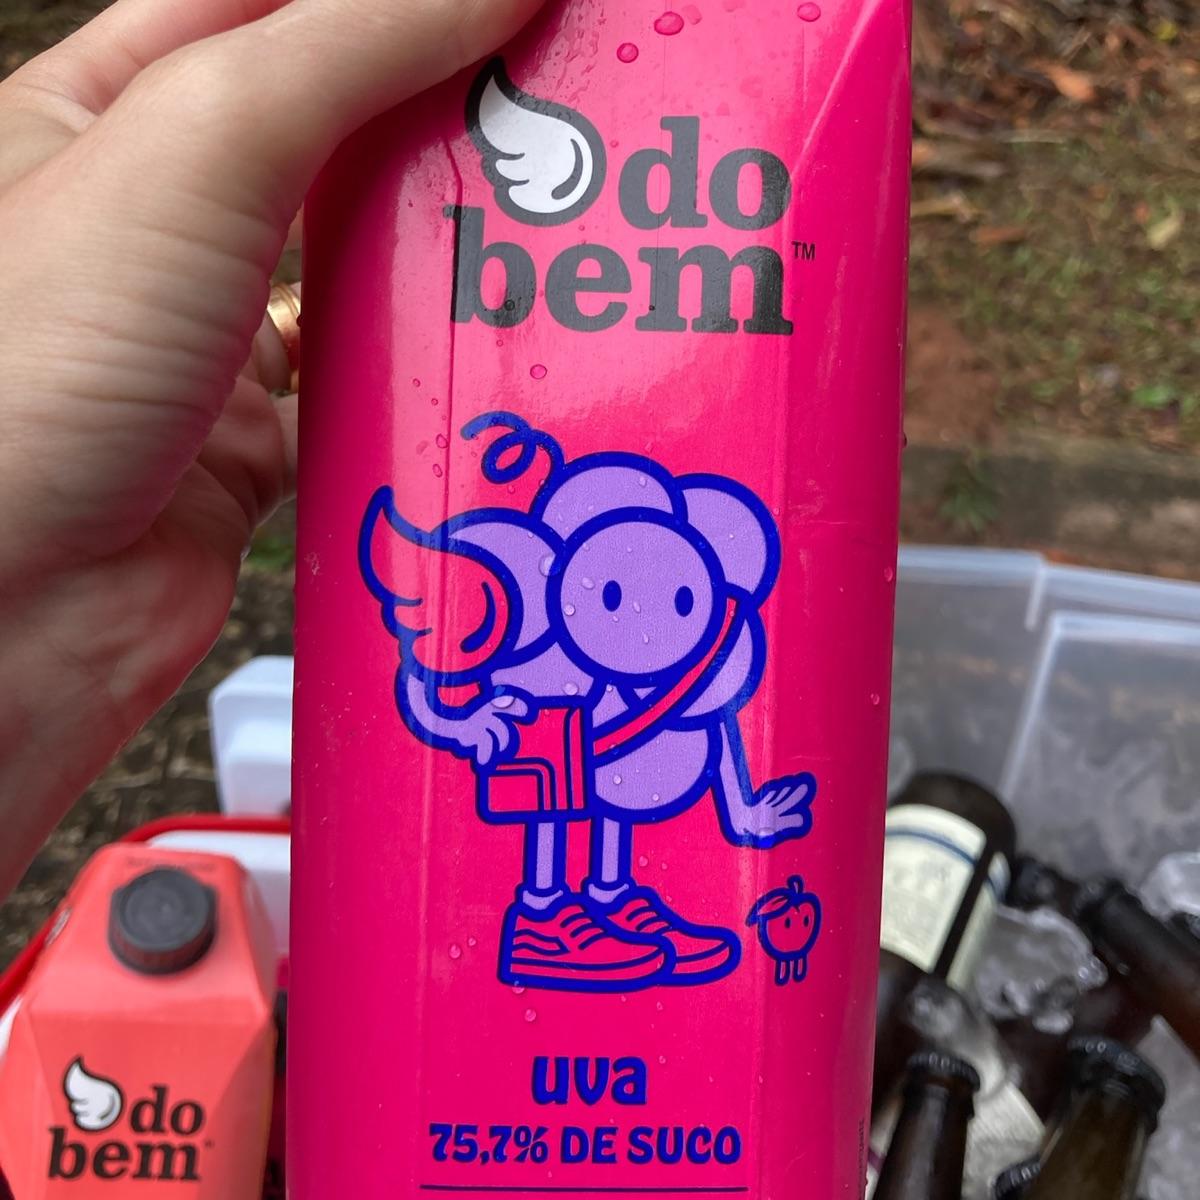 do
bem™
uva
75,7% DE SUCO
do
bem